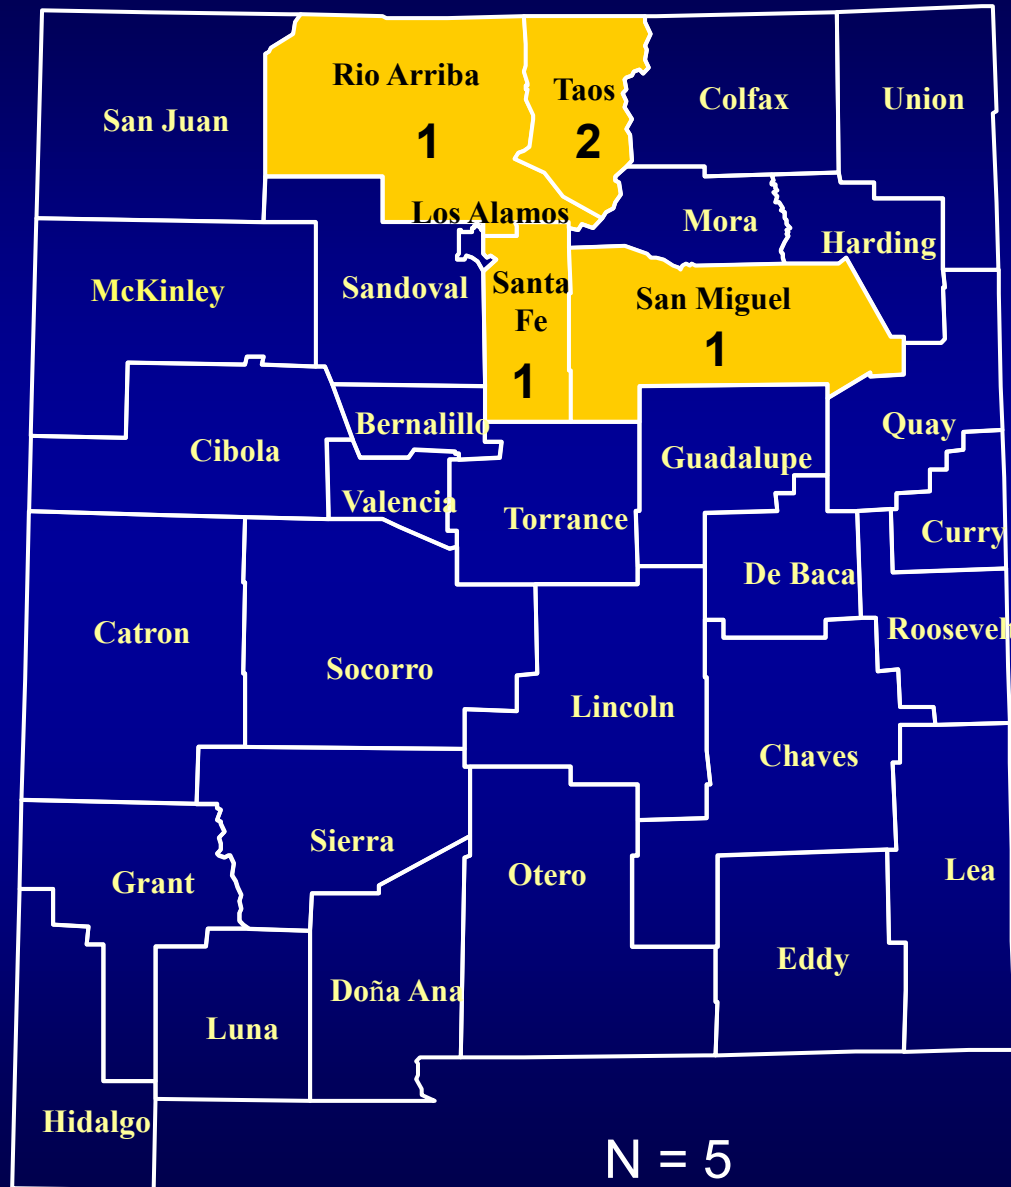 Rio Arriba
1
Taos
2
Colfax
Union
San Juan
Los Alamos
Mora
Harding
McKinley
Sandoval
Santa
Fe
1
San Miguel
1
Bernalillo
Quay
Cibola
Guadalupe
Valencia
Torrance
Curry
De Baca
Catron
Roosevelt
Socorro
Lincoln
Chaves
Sierra
Grant
Otero
Lea
Eddy
Doña Ana
Luna
Hidalgo
N = 5